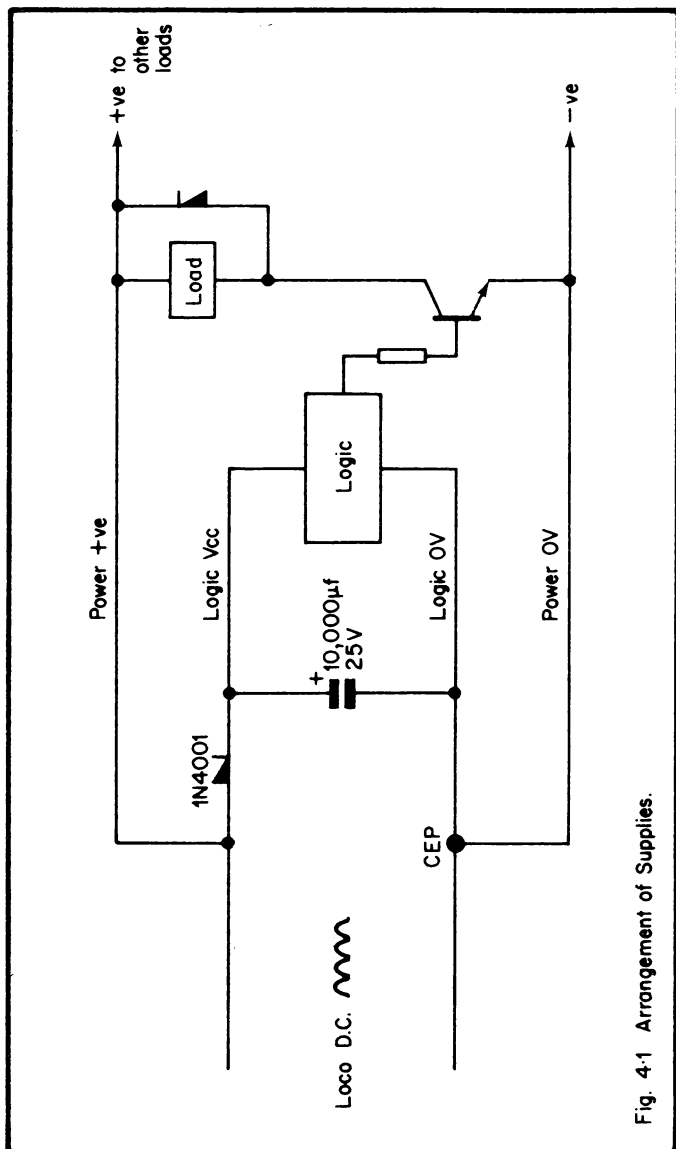 +ve to
other
loads
Power +ve
Load
1N4001
Logic Vcc
+
10,000µf
25V
Logic
Loco D.C.
CEP
Logic 0V
Power 0V
-ve
Fig. 4·1 Arrangement of Supplies.